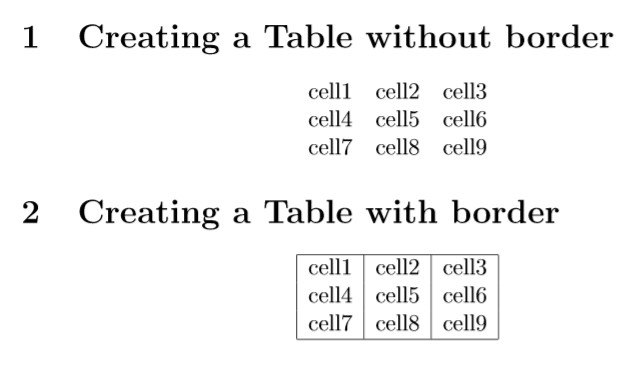 1 Creating a Table without border
cell1 cell2 cell3
cell4 cell5 cell6
cell7 cell8 cell9
2 Creating a Table with border
cell1 cell2 cell3
cell4 cell5 cell6
cell7 cell8 cell9